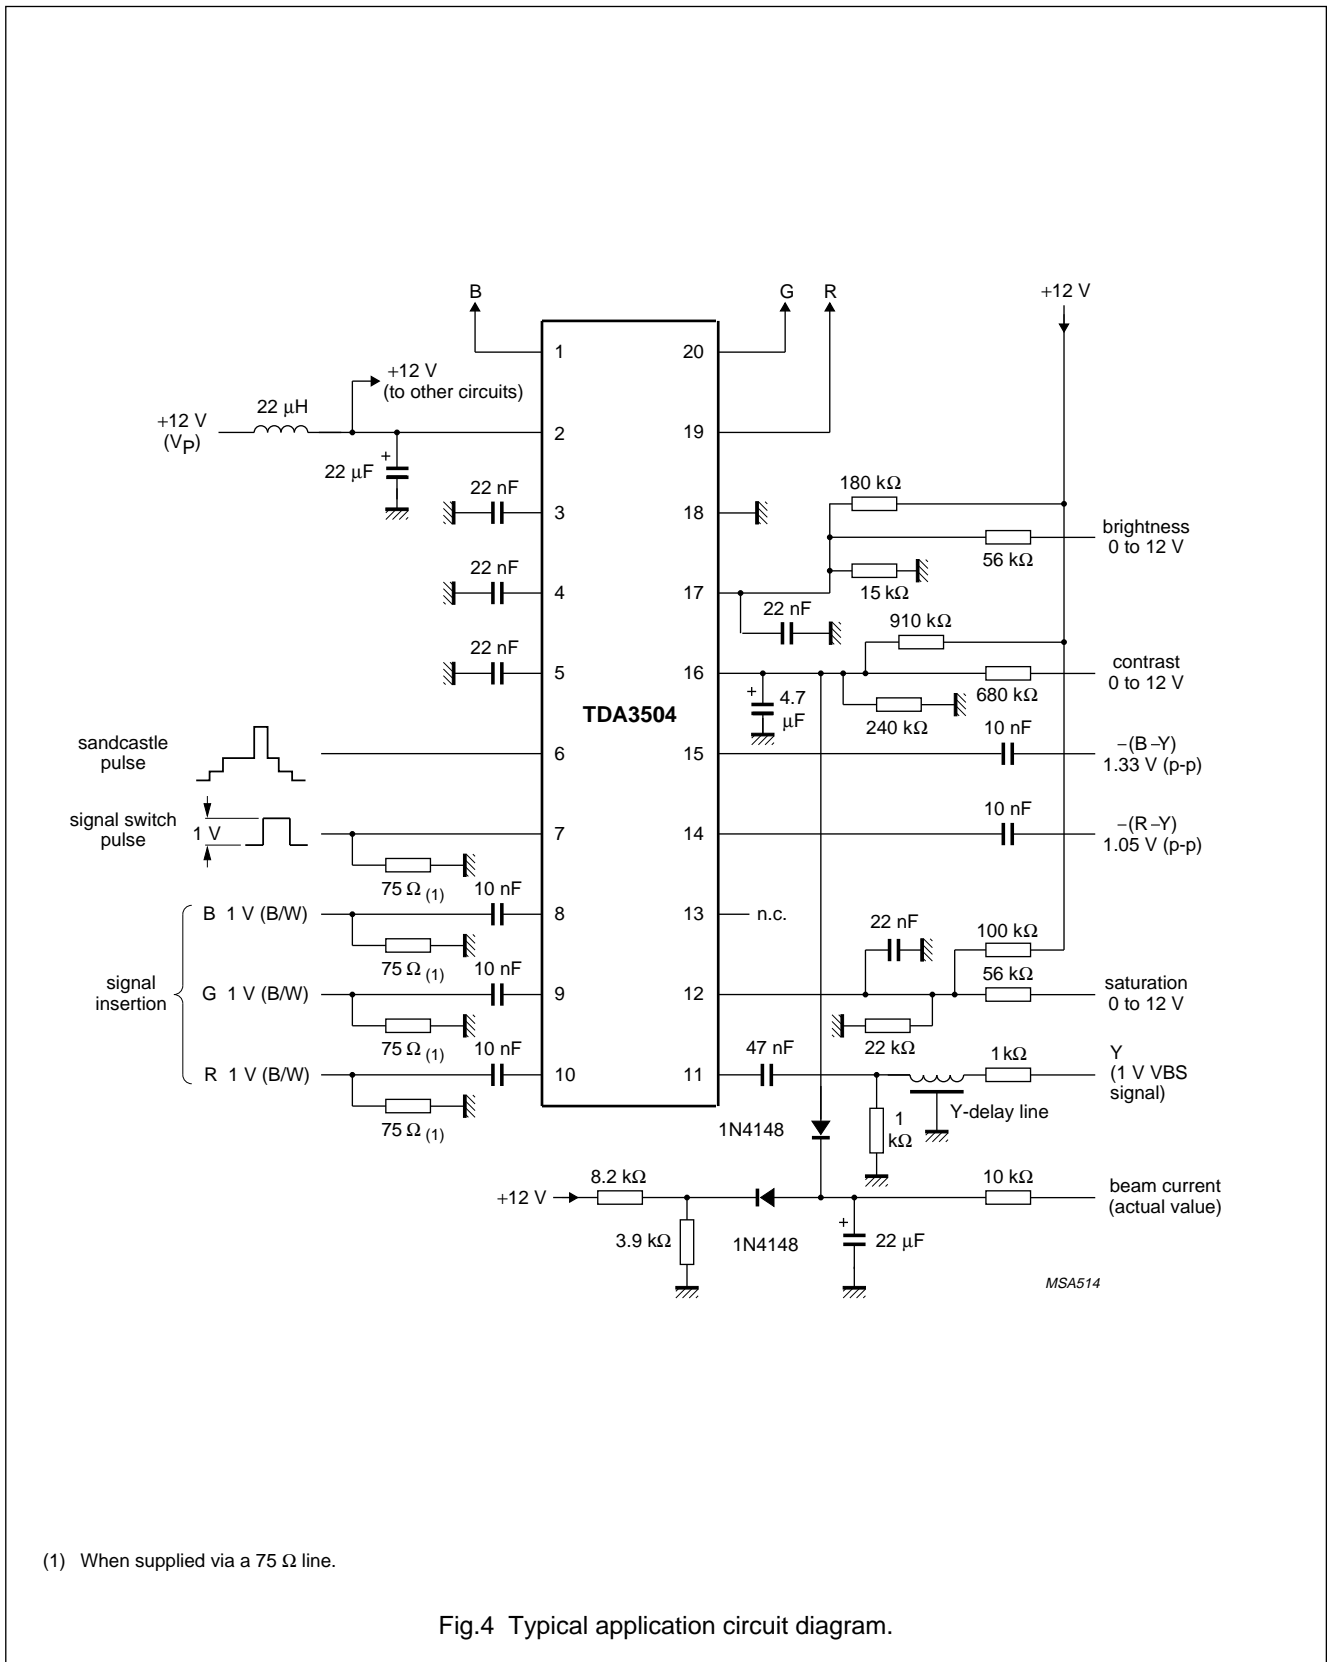 B
G
R
+12 V
1
20
+12 V
(to other circuits)
22 μH
+12 V
(VP)
2
19
+
22 μF
180 kΩ
22 nF
3
18
brightness
0 to 12 V
56 kΩ
22 nF
4
17
15 kΩ
22 nF
910 kΩ
22 nF
5
16
contrast
0 to 12 V
+
4.7
μF
680 kΩ
TDA3504
240 kΩ
10 nF
sandcastle
pulse
6
15
–(B –Y)
1.33 V (p-p)
10 nF
signal switch
pulse
1 V
7
14
–(R –Y)
1.05 V (p-p)
75 Ω (1)
10 nF
B 1 V (B/W)
8
13
n.c.
22 nF
100 kΩ
75 Ω (1)
10 nF
56 kΩ
signal
insertion
G 1 V (B/W)
9
12
saturation
0 to 12 V
75 Ω (1)
10 nF
22 kΩ
47 nF
1 kΩ
Y
(1 V VBS
signal)
R 1 V (B/W)
10
11
Y-delay line
75 Ω (1)
1N4148
1
kΩ
8.2 kΩ
10 kΩ
+12 V
beam current
(actual value)
3.9 kΩ
1N4148
+
22 μF
MSA514
(1) When supplied via a 75 Ω line.
Fig.4 Typical application circuit diagram.